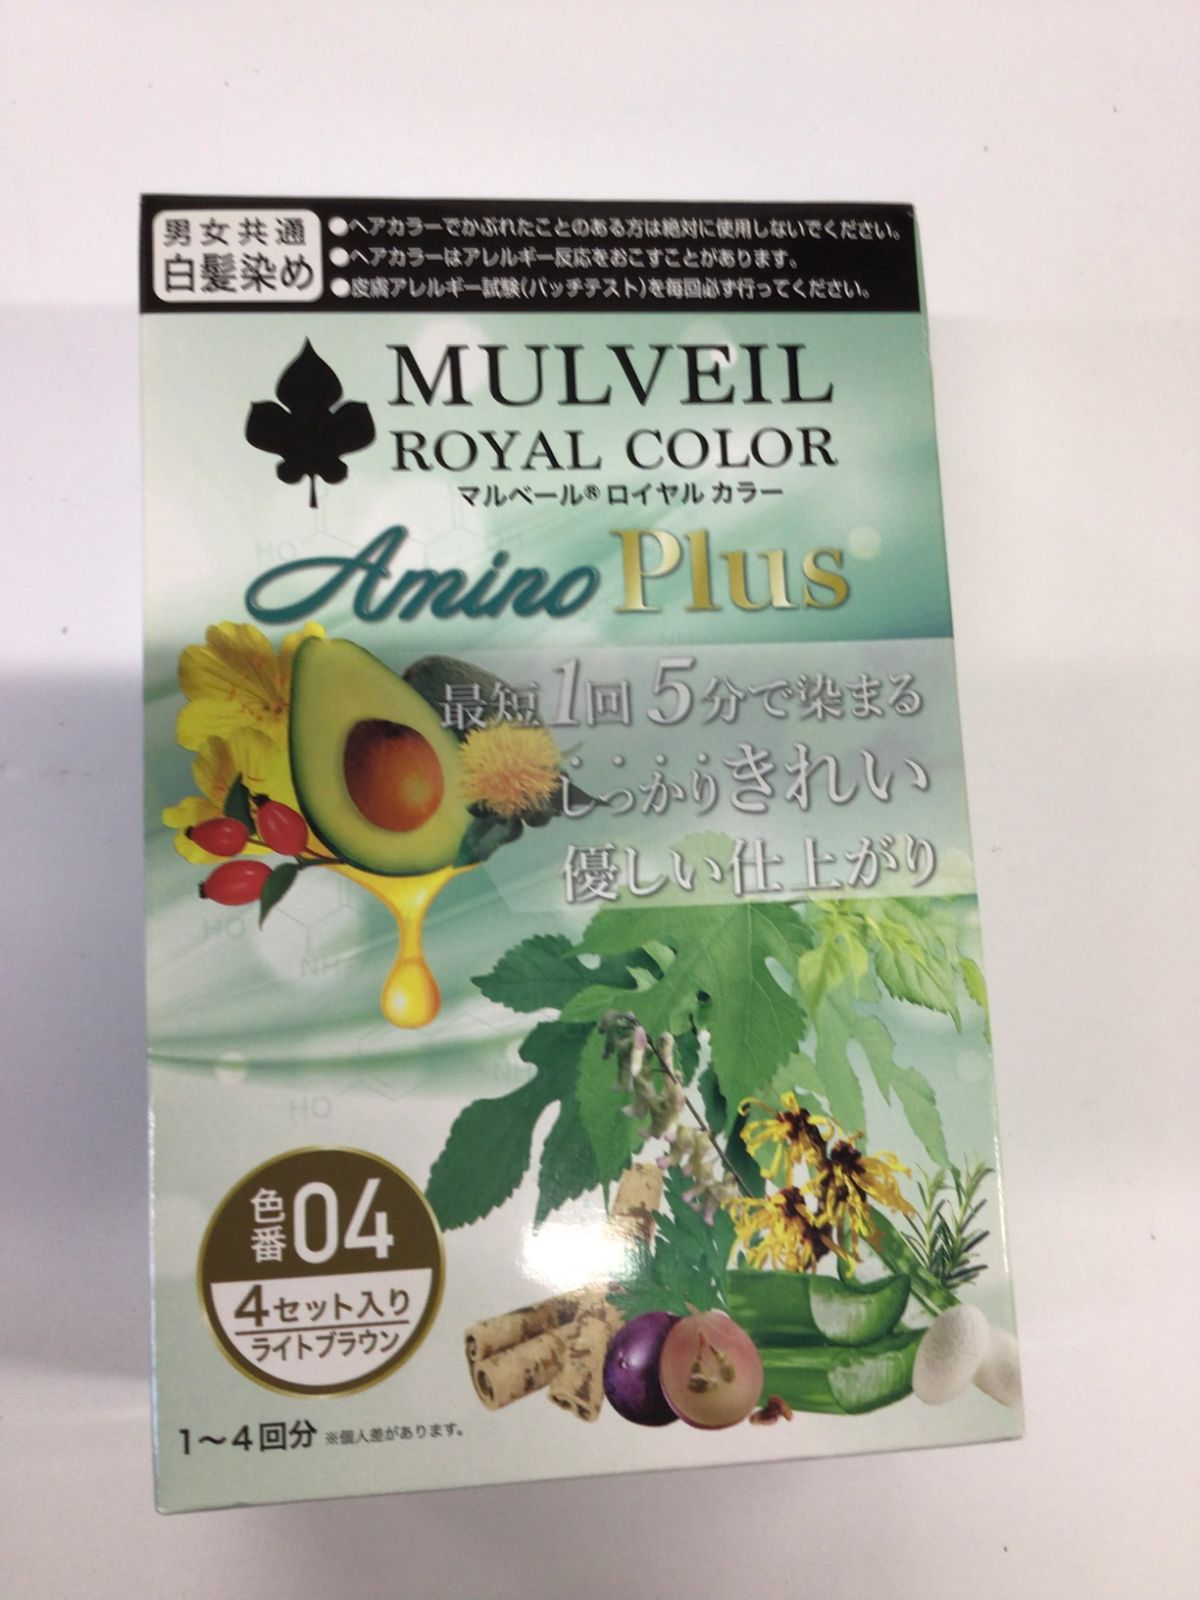 男女共通
白髪染め
●ヘアカラーでかぶれたことのある方は絶対に使用しないでください。
●ヘアカラーはアレルギー反応をおこすことがあります。
●皮膚アレルギー試験(パッチテスト)を毎回必ず行ってください。
MULVEIL
ROYAL COLOR
マルベール® ロイヤル カラー
Amino Plus
最短1回5分で染まる
しっかりきれい
優しい仕上がり
HO
NH
HO
色番04
4セット入り
ライトブラウン
1〜4回分 ※個人差があります。